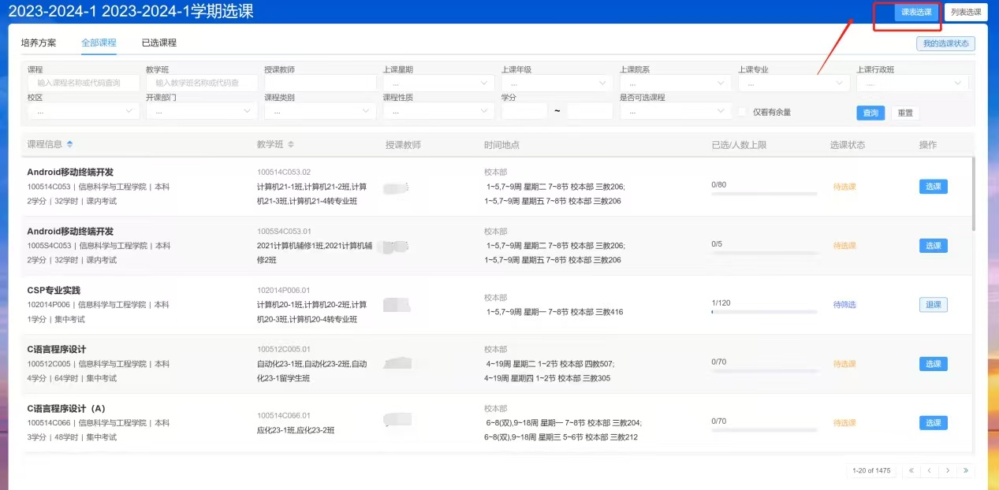 2023-2024-1 2023-2024-1学期选课
课表选课
列表选课
培养方案
全部课程
已选课程
我的选课状态
课程
教学班
授课教师
上课星期
上课年级
上课院系
上课专业
上课行政班
输入课程名称或代码查询
输入教学班名称或代码查
...
...
...
...
....
校区
开课部门
课程类别
课程性质
学分
是否可选课程
...
...
...
...
~
...
仅看有余量
查询
重置
课程信息
教学班
授课教师
时间地点
已选/人数上限
选课状态
操作
Android移动终端开发
100514C053 | 信息科学与工程学院 | 本科
2学分 | 32学时 | 课内考试
100514C053.02
计算机21-1班,计算机21-2班,计算
机21-3班,计算机21-4转专业班
校本部
1~5,7~9周 星期二 7~8节 校本部 三教206;
1~5,7~9周 星期五 7~8节 校本部 三教206
0/80
待选课
选课
Android移动终端开发
1005S4C053 | 信息科学与工程学院 | 本科
2学分 | 32学时 | 课内考试
1005S4C053.01
2021计算机辅修1班,2021计算机辅
修2班
校本部
1~5,7~9周 星期二 7~8节 校本部 三教206;
1~5,7~9周 星期五 7~8节 校本部 三教206
0/5
待选课
选课
CSP专业实践
102014P006 | 信息科学与工程学院 | 本科
1学分 | 集中考试
102014P006.01
计算机20-1班,计算机20-2班,计算
机20-3班,计算机20-4转专业班
校本部
1~5,7~9周 星期一 7~8节 校本部 三教416
1/120
待筛选
退课
C语言程序设计
100512C005 | 信息科学与工程学院 | 本科
4学分 | 64学时 | 集中考试
100512C005.01
自动化23-1班,自动化23-2班,自动
化23-1留学生班
校本部
4~19周 星期二 1~2节 校本部 四教507;
4~19周 星期四 1~2节 校本部 三教305
0/70
待选课
选课
C语言程序设计（A）
100514C066 | 信息科学与工程学院 | 本科
3学分 | 48学时 | 集中考试
100514C066.01
应化23-1班,应化23-2班
校本部
6~8(双),9~18周 星期一 7~8节 校本部 三教204;
6~8(双),9~18周 星期三 5~6节 校本部 三教212
0/70
待选课
选课
1-20 of 1475